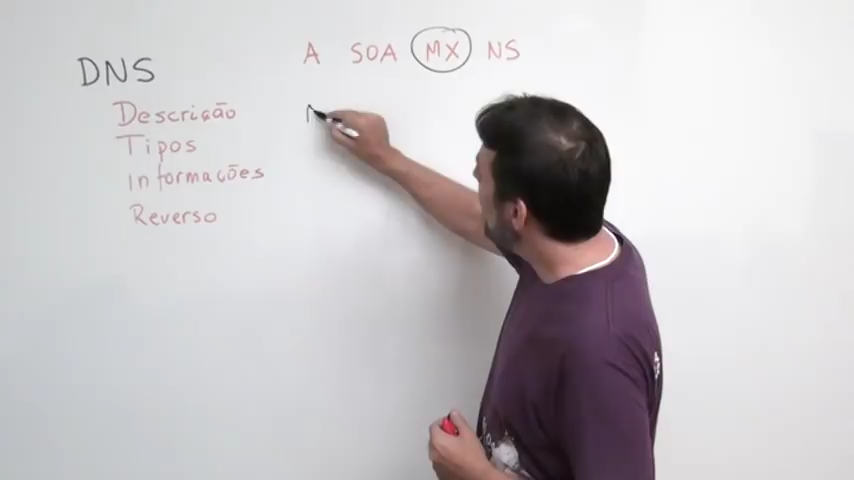 DNS
Descrição
Tipos
Informações
Reverso
A SOA MX NS